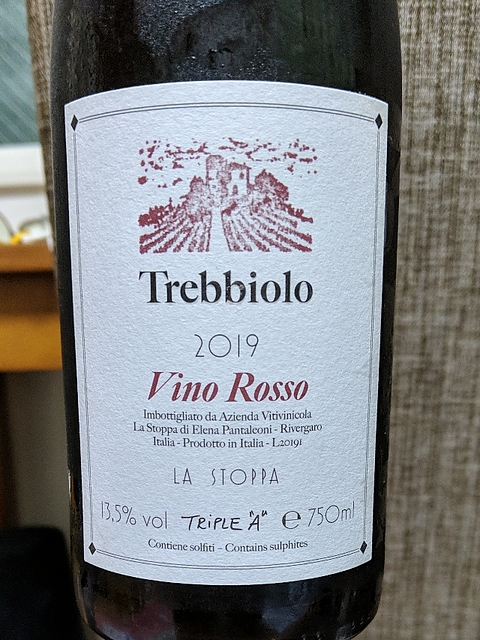 Trebbiolo
2019
Vino Rosso
Imbottigliato da Azienda Vitivinicola
La Stoppa di Elena Pantaleoni - Rivergaro
Italia - Prodotto in Italia - L20191
LA STOPPA
13,5% vol TRIPLE "A" ℮ 750ml
Contiene solfiti – Contains sulphites